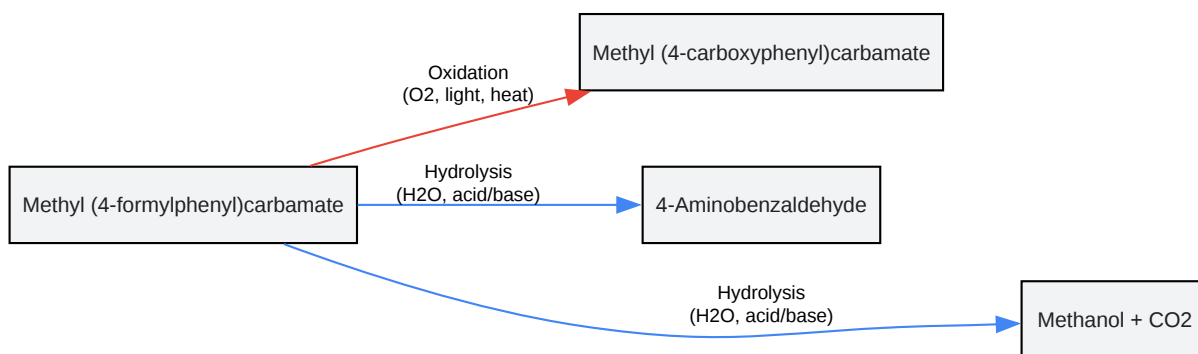 Methyl (4-carboxyphenyl)carbamate
Oxidation
(O2, light, heat)
Hydrolysis
(H2O, acid/base)
Methyl (4-formylphenyl)carbamate
4-Aminobenzaldehyde
Hydrolysis
(H2O, acid/base)
Methanol + CO2